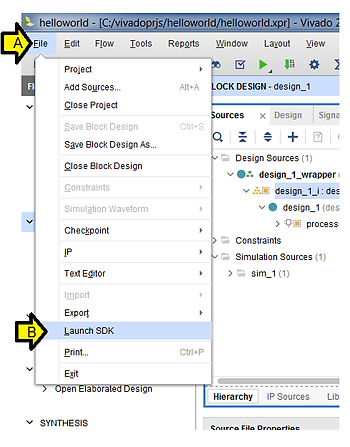 helloworld - [C:/vivadoprjs/helloworld/helloworld.xpr] - Vivado 2
A
File Edit Flow Tools Reports Window Layout View
Project
Add Sources... Alt+A
Close Project
Save Block Design Ctrl+S
Save Block Design As...
Close Block Design
Constraints
Simulation Waveform
Checkpoint
IP
Text Editor
Import
Export
B
Launch SDK
Print... Ctrl+P
Exit
Open Elaborated Design
SYNTHESIS
LOCK DESIGN - design_1
Sources Design Signa
Design Sources (1)
design_1_wrapper
design_1_i : des
design_1 (des
process
Constraints
Simulation Sources (1)
sim_1 (1)
Hierarchy IP Sources Lib
Source File Properties